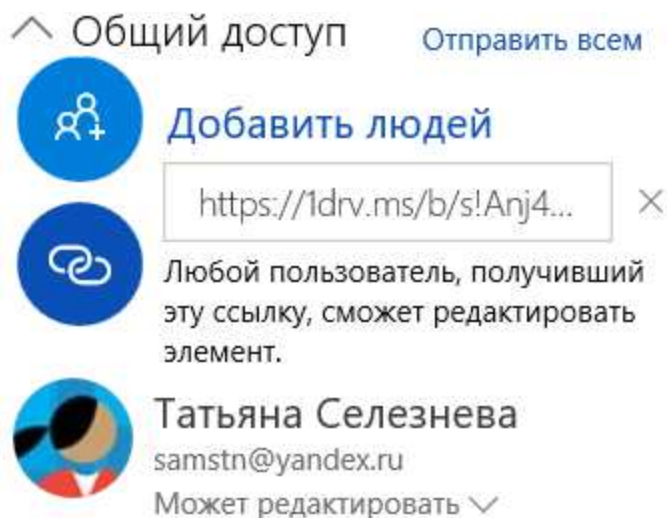 Общий доступ Отправить всем
Добавить людей
https://1drv.ms/b/s!Anj4...
Любой пользователь, получивший
эту ссылку, сможет редактировать
элемент.
Татьяна Селезнева
samstn@yandex.ru
Может редактировать